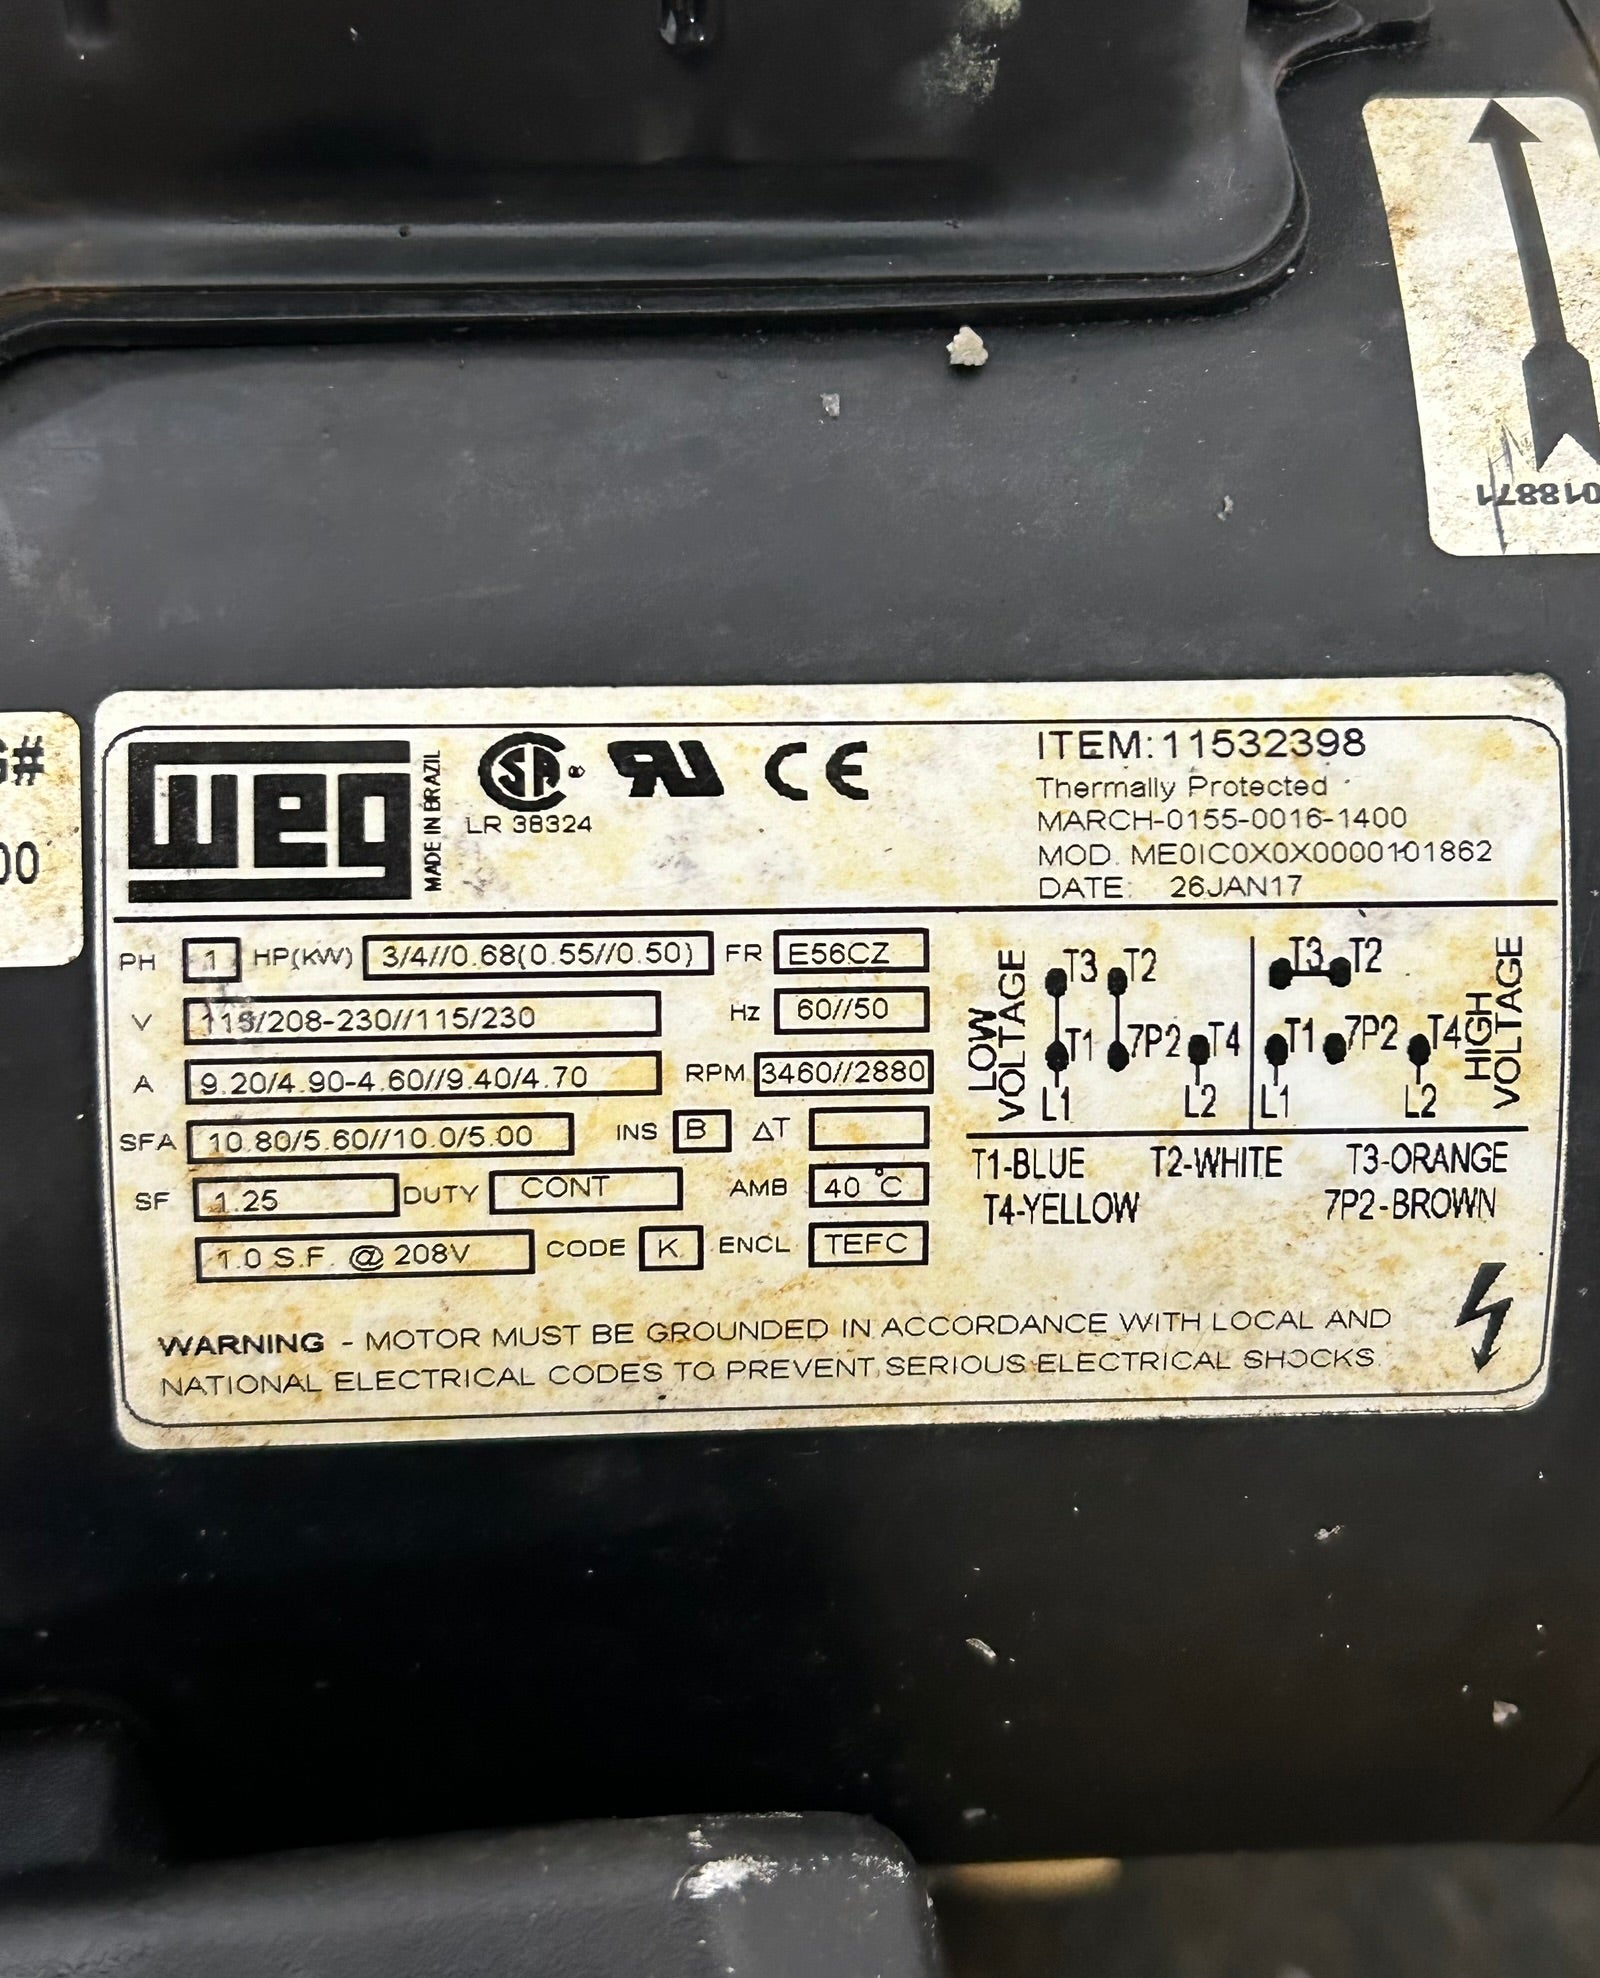 018871
G#
00
weg
MADE IN BRAZIL
SA ®
LR 38324
RU CE
ITEM:11532398
Thermally Protected
MARCH-0155-0016-1400
MOD. ME0IC0X0X0000101862
DATE: 26JAN17
PH 1 HP(KW) 3/4//0.68(0.55//0.50) FR E56CZ
V 115/208-230//115/230 Hz 60//50
A 9.20/4.90-4.60//9.40/4.70 RPM 3460//2880
SFA 10.80/5.60//10.0/5.00 INS B ΔT
SF 1.25 DUTY CONT AMB 40 °C
1.0 S.F. @ 208V CODE K ENCL TEFC
LOW VOLTAGE
T3 T2
T1 7P2 T4
L1 L2
T3 T2
T1 7P2 T4
L1 L2
HIGH VOLTAGE
T1-BLUE T2-WHITE T3-ORANGE
T4-YELLOW 7P2-BROWN
WARNING - MOTOR MUST BE GROUNDED IN ACCORDANCE WITH LOCAL AND
NATIONAL ELECTRICAL CODES TO PREVENT SERIOUS ELECTRICAL SHOCKS.